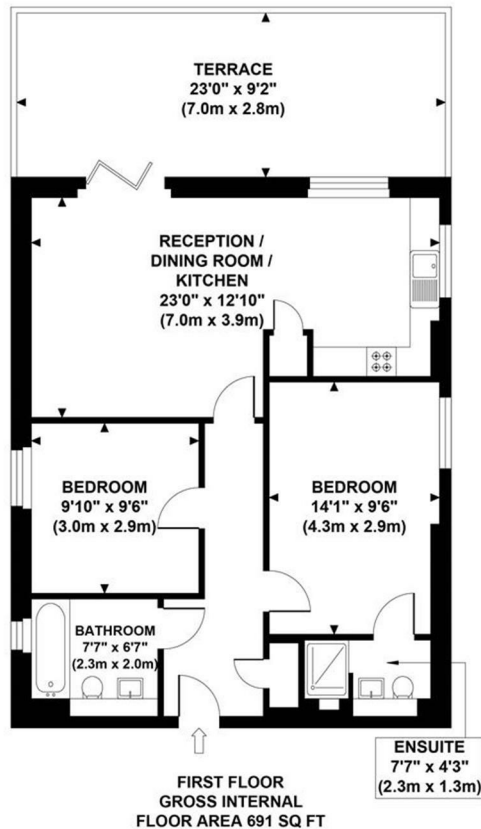 TERRACE
23'0" x 9'2"
(7.0m x 2.8m)
RECEPTION /
DINING ROOM /
KITCHEN
23'0" x 12'10"
(7.0m x 3.9m)
BEDROOM
9'10" x 9'6"
(3.0m x 2.9m)
BEDROOM
14'1" x 9'6"
(4.3m x 2.9m)
BATHROOM
7'7" x 6'7"
(2.3m x 2.0m)
ENSUITE
7'7" x 4'3"
(2.3m x 1.3m)
FIRST FLOOR
GROSS INTERNAL
FLOOR AREA 691 SQ FT